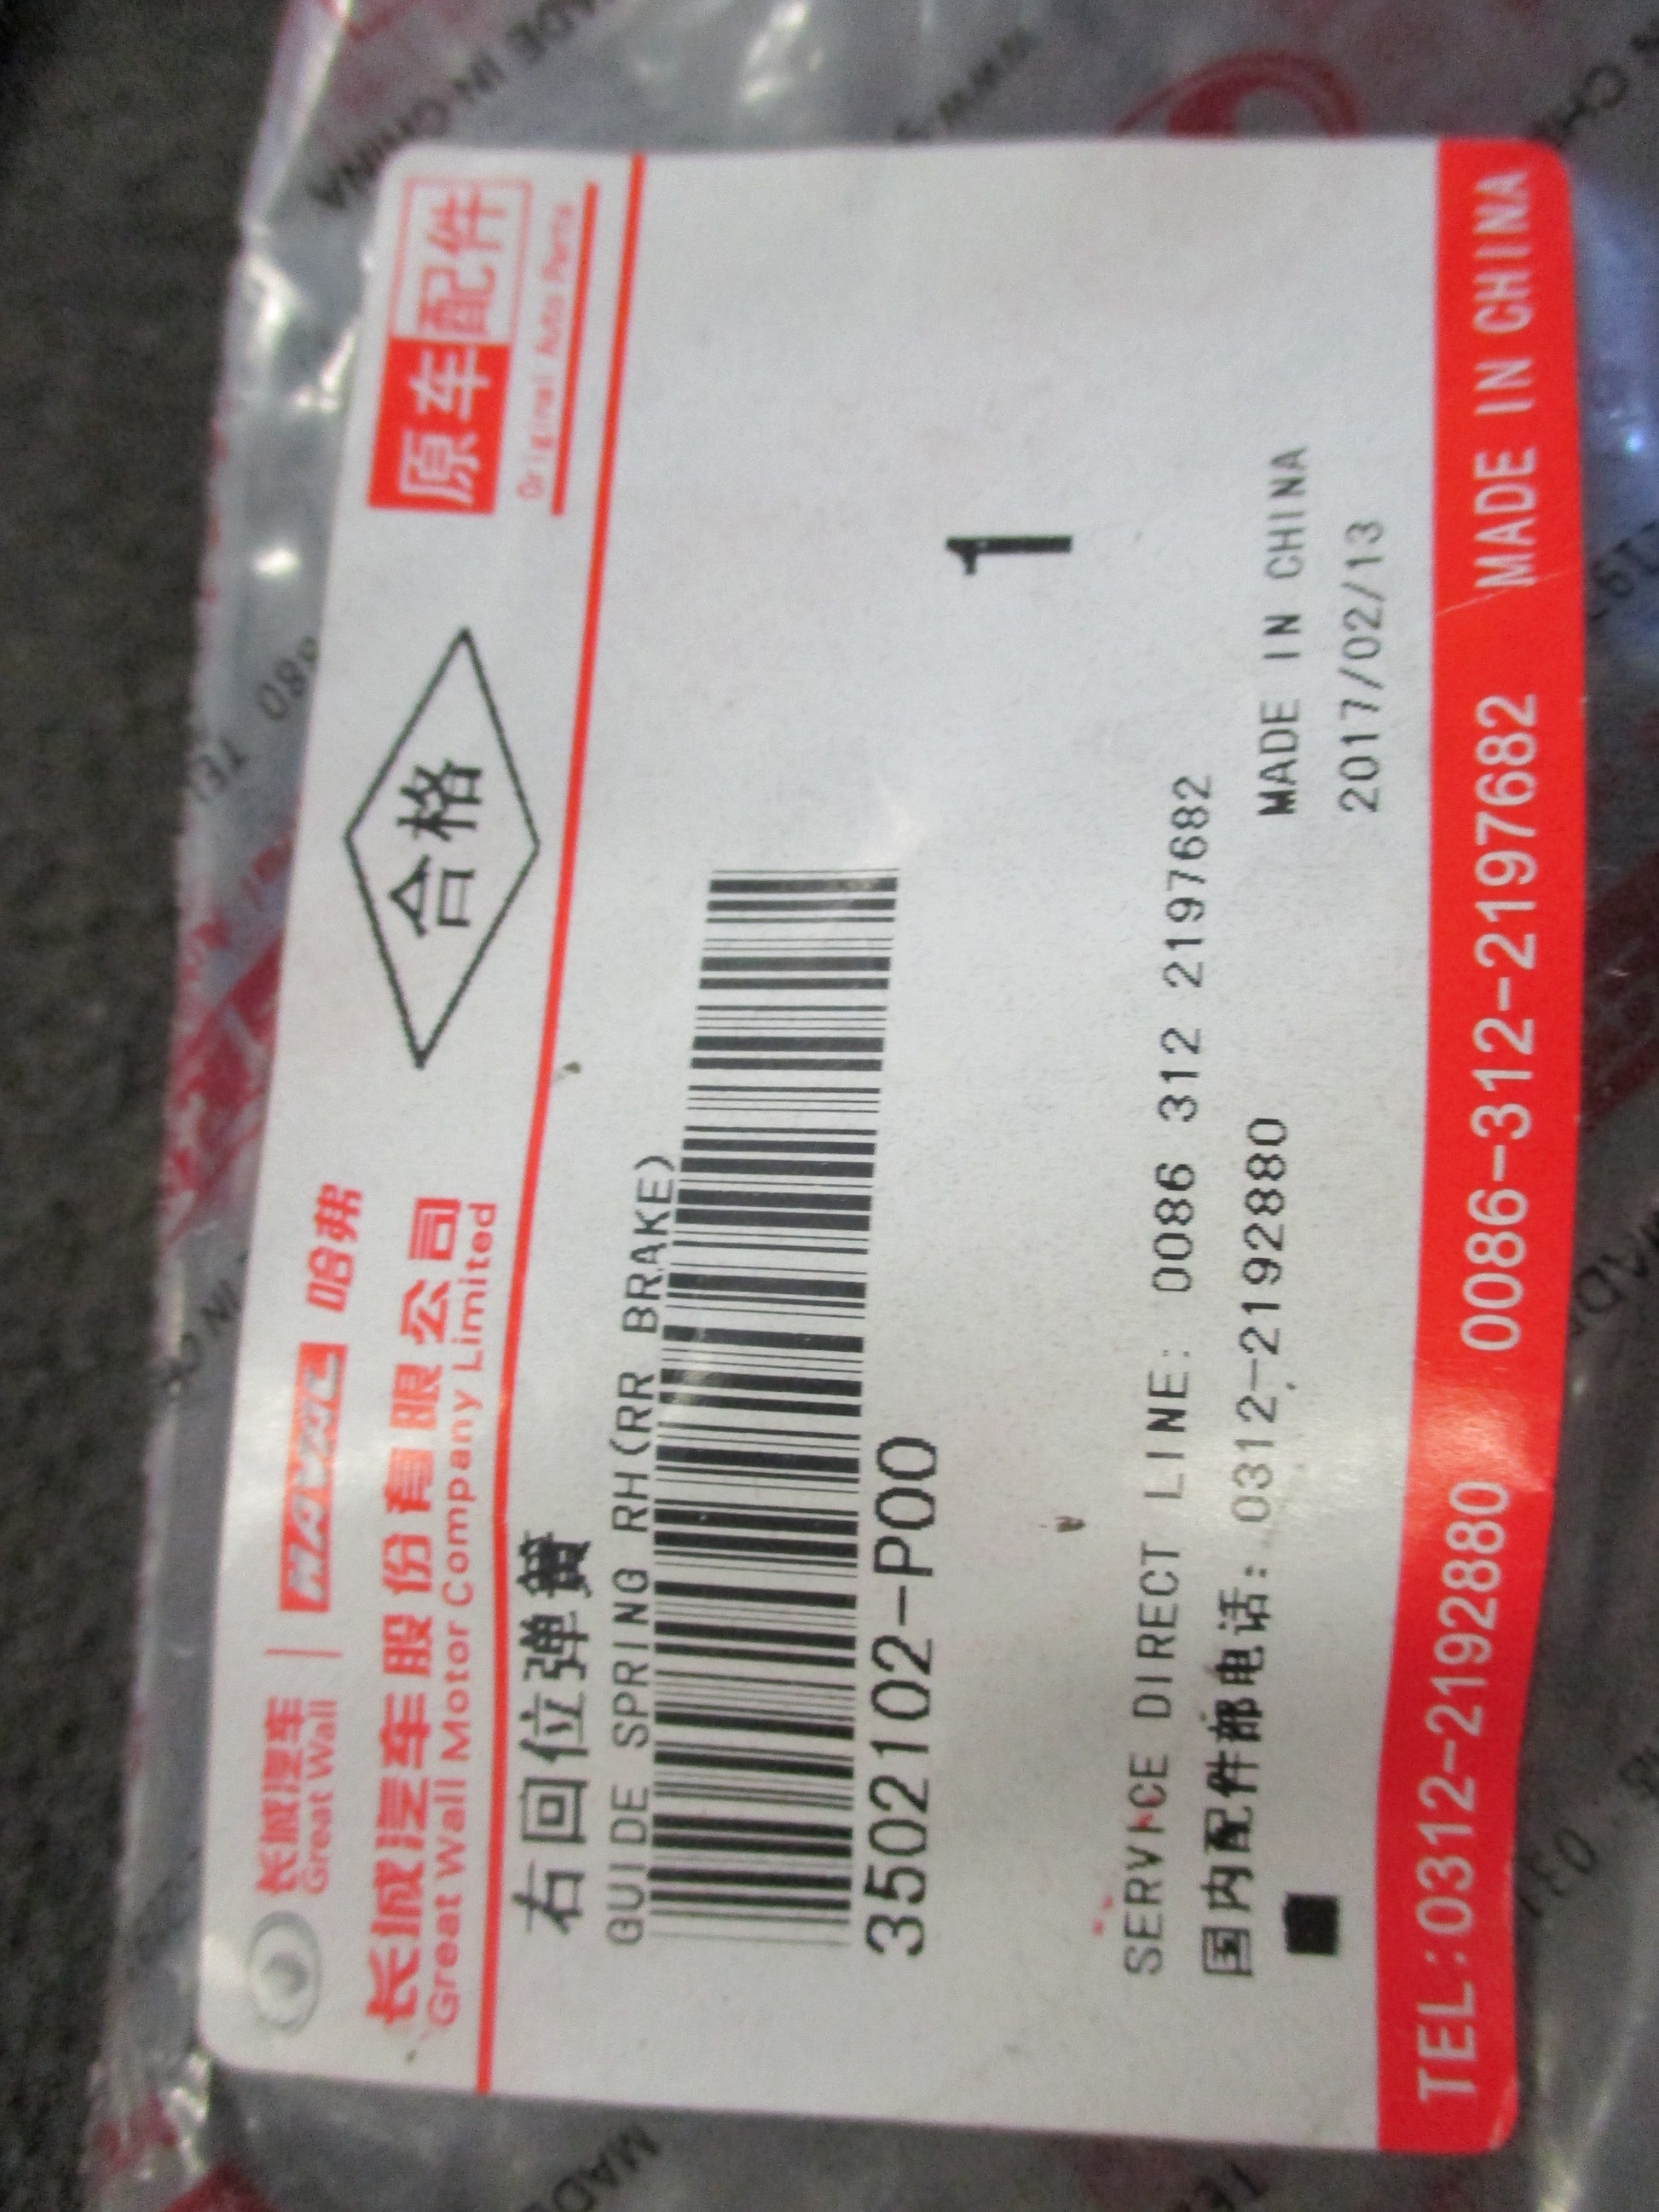 长城汽车
Great Wall
HAVAL 哈弗
长城汽车股份有限公司
Great Wall Motor Company Limited
合格
原车配件
Original Auto Parts
右回位弹簧
GUIDE SPRING RH(RR BRAKE)
3502102-P00
1
SERVICE DIRECT LINE: 0086 312 2197682
国内配件部电话: 0312-2192880
MADE IN CHINA
2017/02/13
TEL:0312-2192880 0086-312-2197682 MADE IN CHINA
MADE IN CHINA